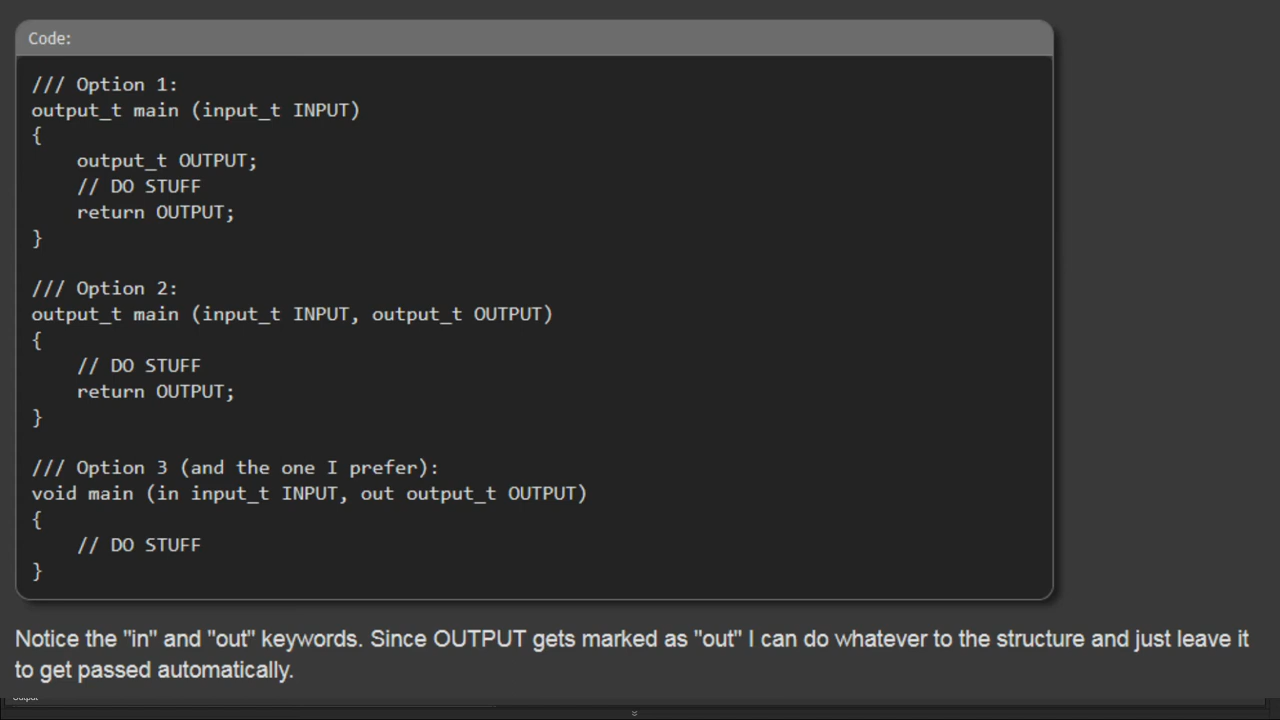 Code:
/// Option 1:
output_t main (input_t INPUT)
{
    output_t OUTPUT;
    // DO STUFF
    return OUTPUT;
}
/// Option 2:
output_t main (input_t INPUT, output_t OUTPUT)
{
    // DO STUFF
    return OUTPUT;
}
/// Option 3 (and the one I prefer):
void main (in input_t INPUT, out output_t OUTPUT)
{
    // DO STUFF
}
Notice the "in" and "out" keywords. Since OUTPUT gets marked as "out" I can do whatever to the structure and just leave it
to get passed automatically.
Output